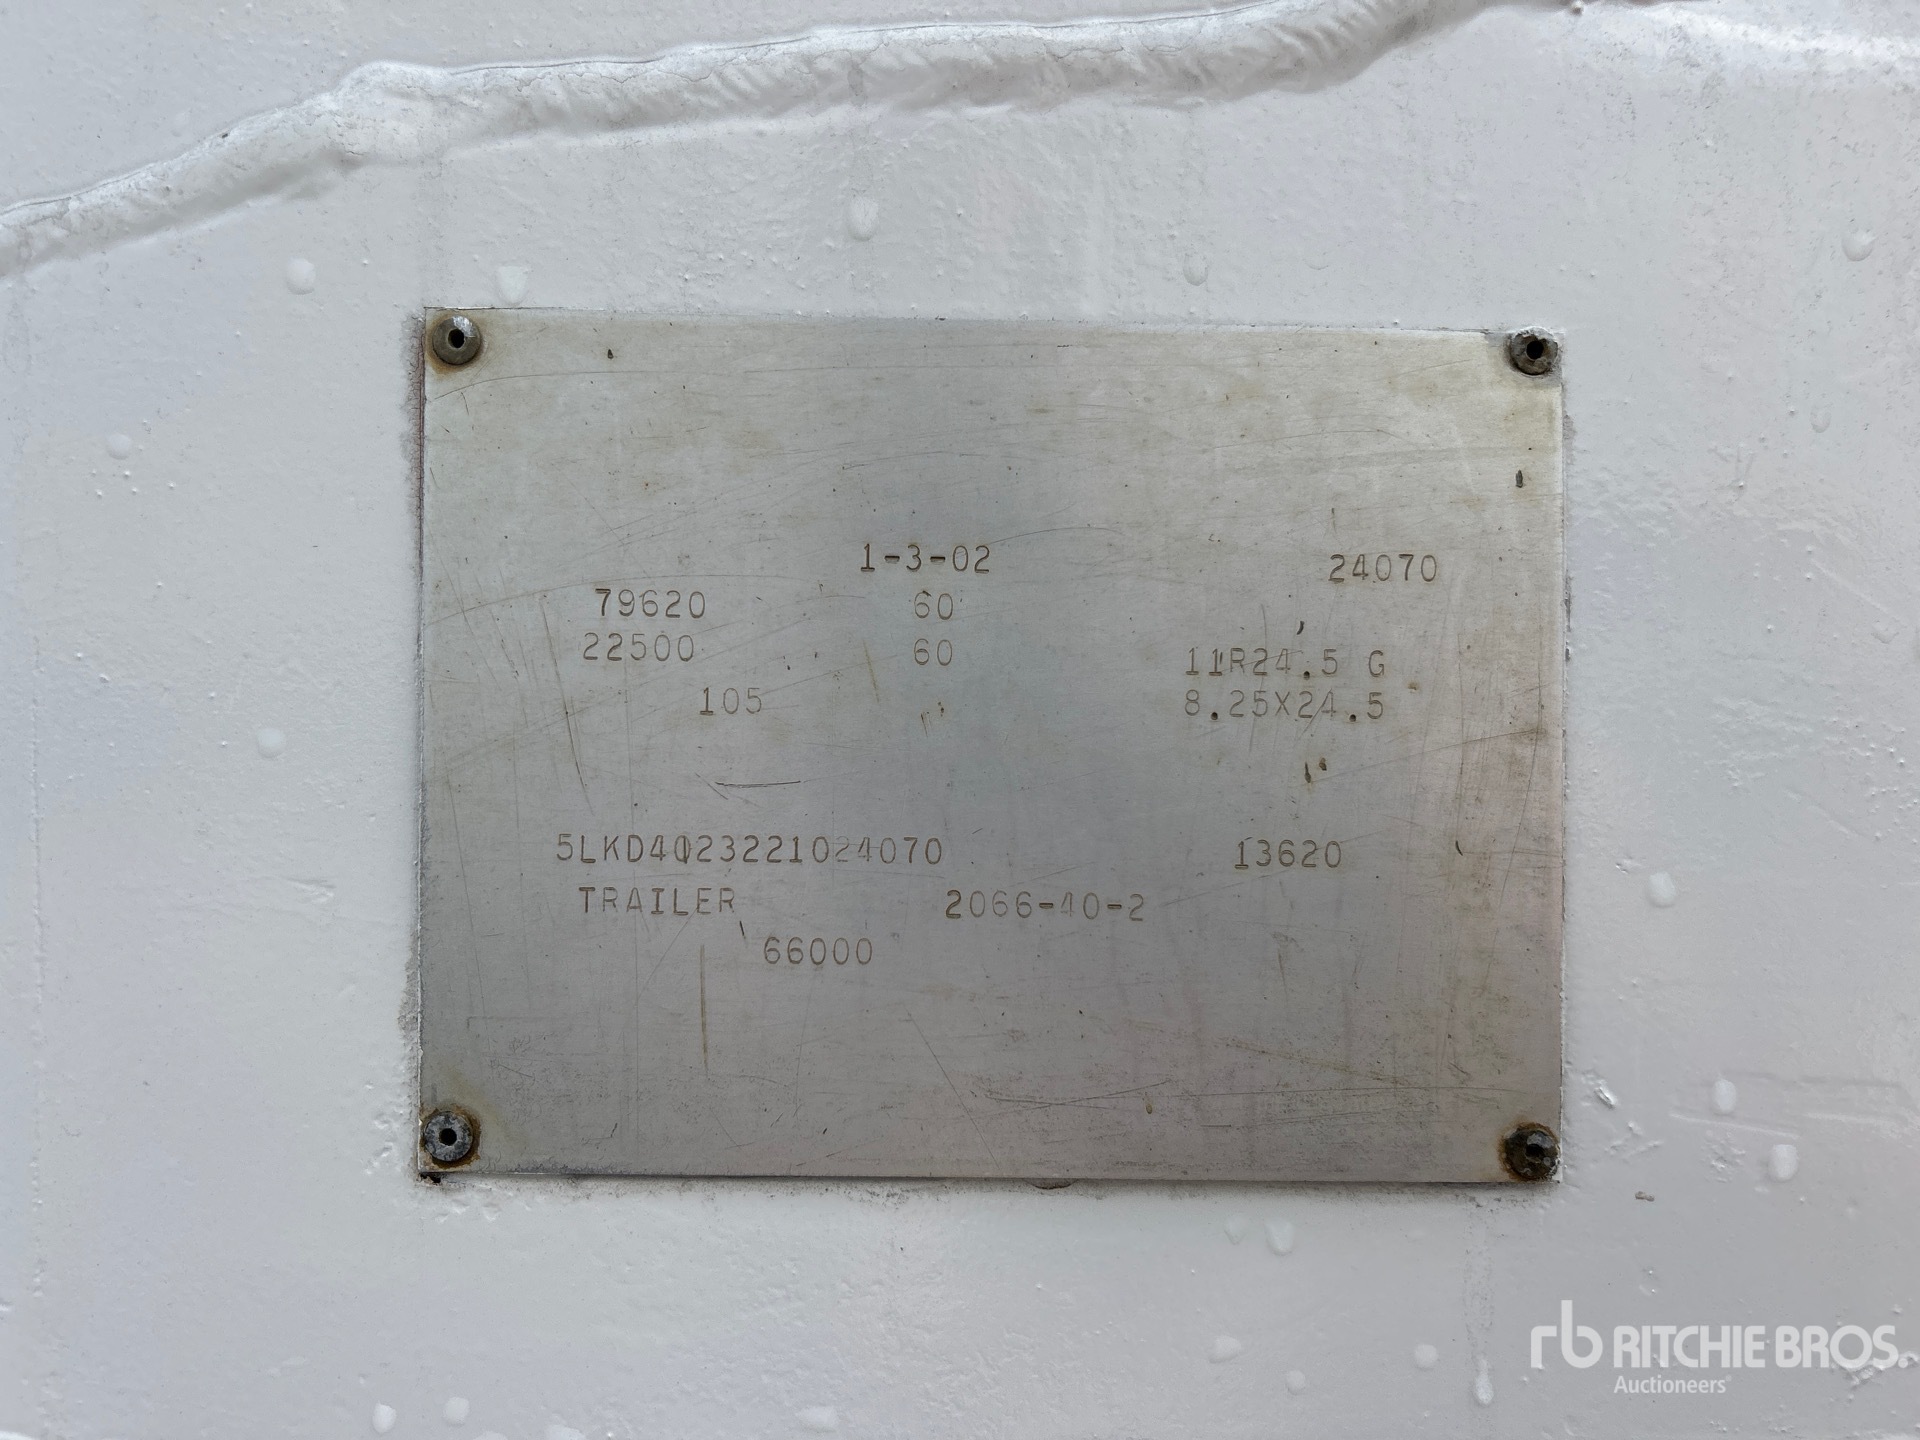 1-3-02 24070
79620 60
22500 60 11R24.5 G
105 8.25X24.5
5LKD4023221024070 13620
TRAILER 2066-40-2
66000
rb RITCHIE BROS.
Auctioneers